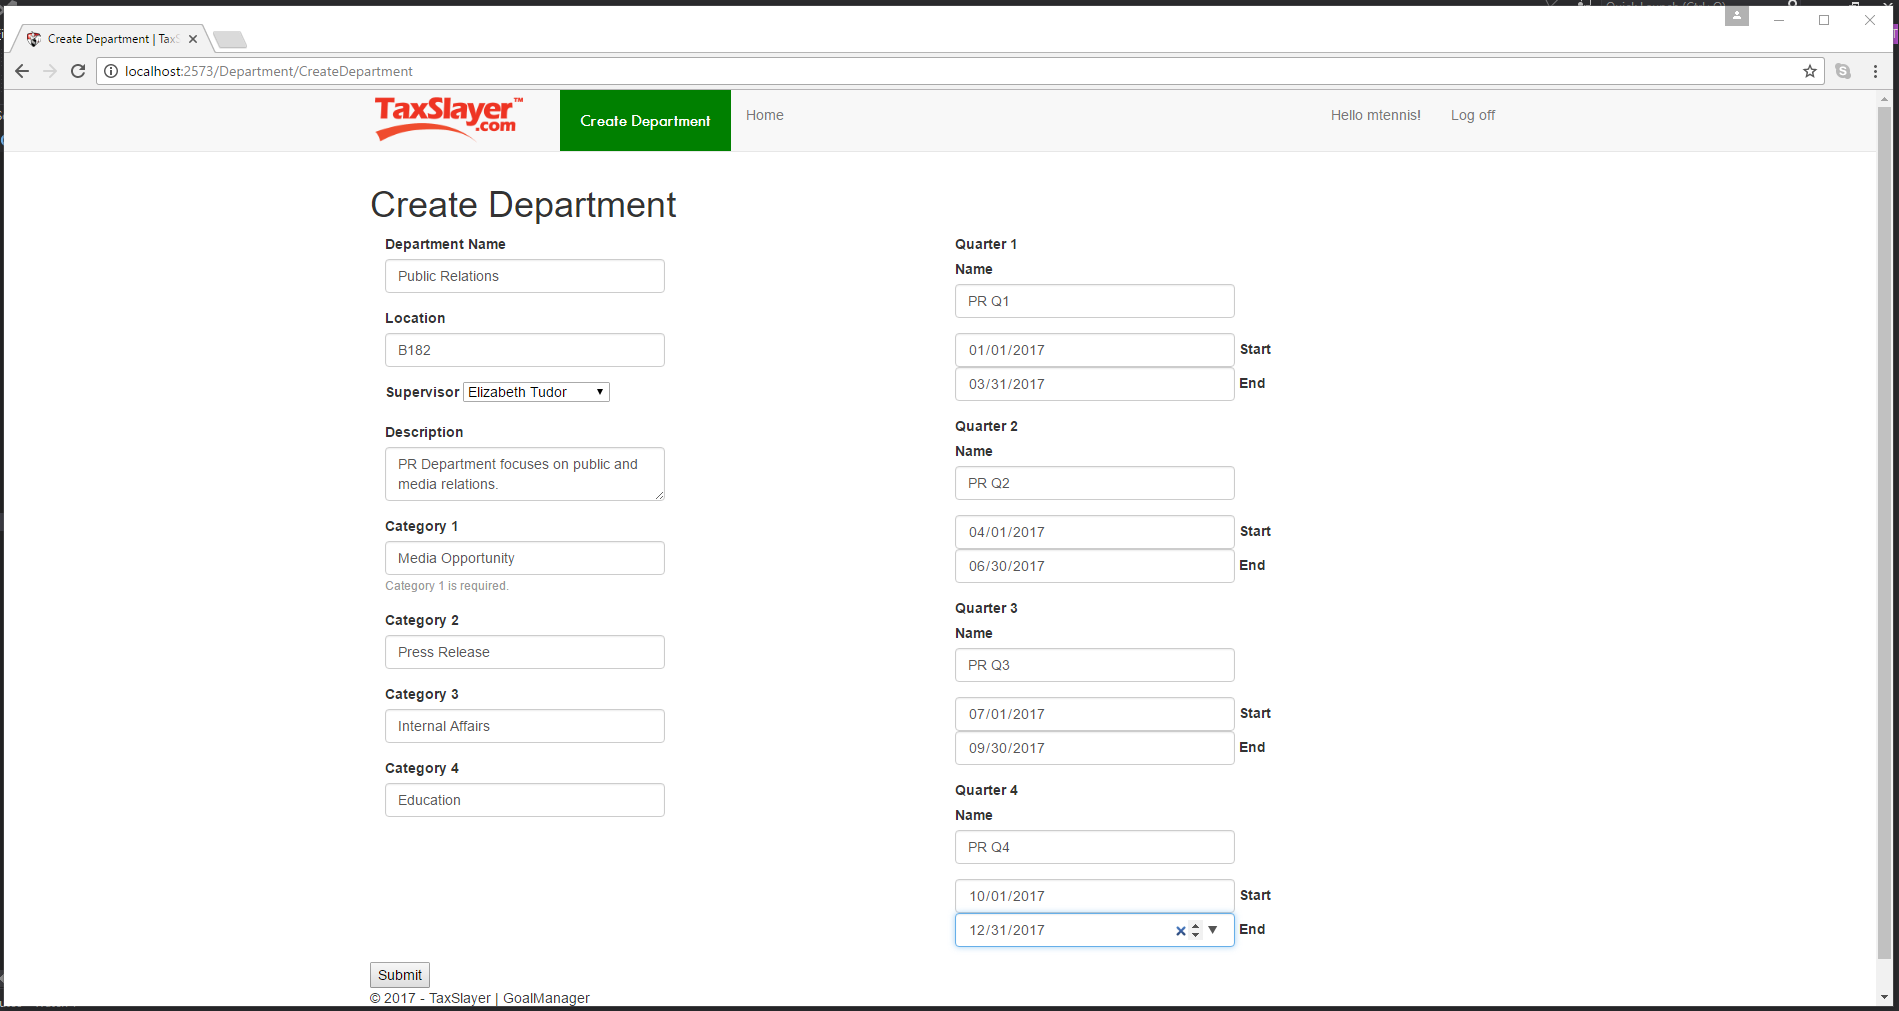 Create Department | Tax
localhost:2573/Department/CreateDepartment
TaxSlayer™
.com
Create Department
Home
Hello mtennis!
Log off
Create Department
Department Name
Public Relations
Location
B182
Supervisor Elizabeth Tudor
Description
PR Department focuses on public and
media relations.
Category 1
Media Opportunity
Category 1 is required.
Category 2
Press Release
Category 3
Internal Affairs
Category 4
Education
Quarter 1
Name
PR Q1
01/01/2017 Start
03/31/2017 End
Quarter 2
Name
PR Q2
04/01/2017 Start
06/30/2017 End
Quarter 3
Name
PR Q3
07/01/2017 Start
09/30/2017 End
Quarter 4
Name
PR Q4
10/01/2017 Start
12/31/2017 End
Submit
© 2017 - TaxSlayer | GoalManager